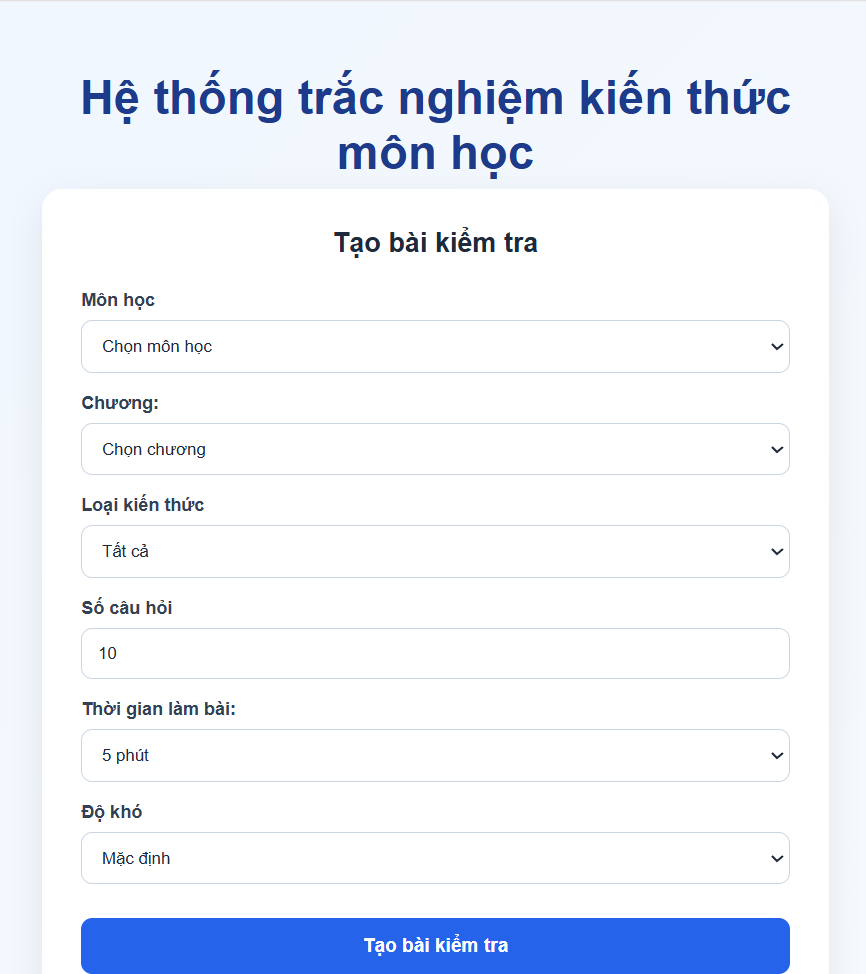 Hệ thống trắc nghiệm kiến thức
môn học
Tạo bài kiểm tra
Môn học
Chọn môn học
Chương:
Chọn chương
Loại kiến thức
Tất cả
Số câu hỏi
10
Thời gian làm bài:
5 phút
Độ khó
Mặc định
Tạo bài kiểm tra